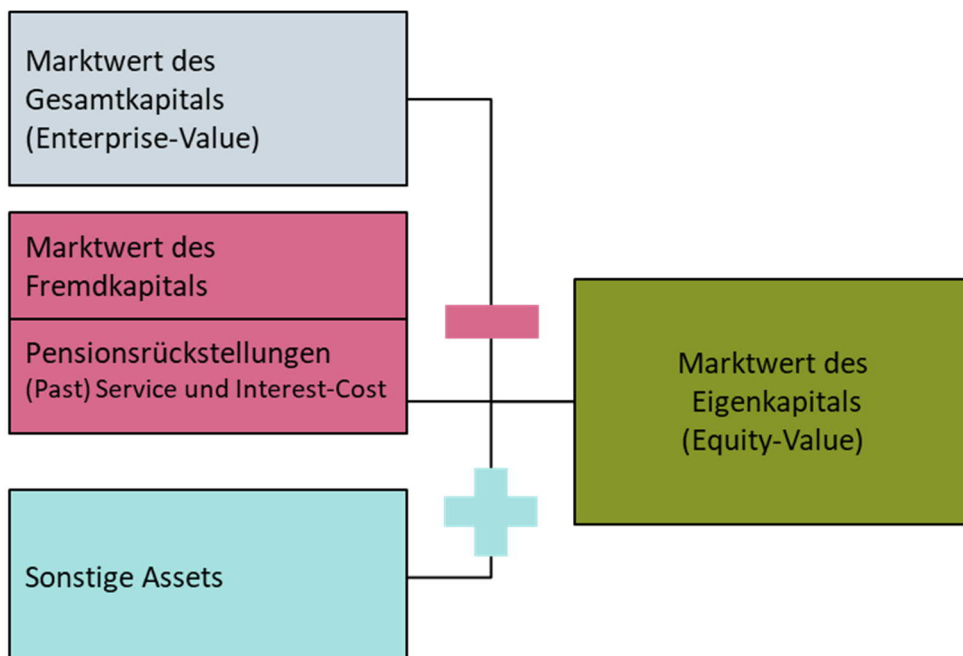 Marktwert des
Gesamtkapitals
(Enterprise-Value)
Marktwert des
Fremdkapitals
Pensionsrückstellungen
(Past) Service und Interest-Cost
Sonstige Assets
Marktwert des
Eigenkapitals
(Equity-Value)